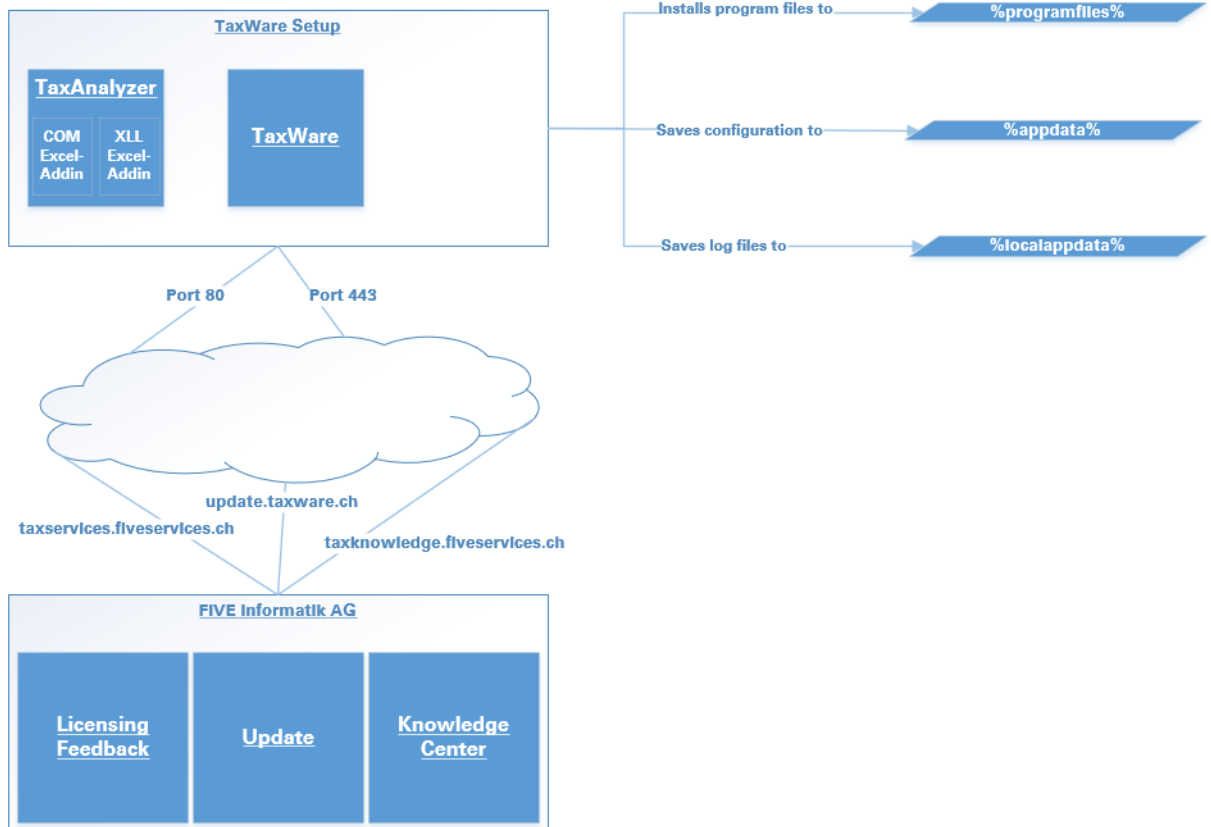 TaxWare Setup
TaxAnalyzer
COM
Excel-
Addin
XLL
Excel-
Addin
TaxWare
Installs program files to
%programfiles%
Saves configuration to
%appdata%
Saves log files to
%localappdata%
Port 80
Port 443
update.taxware.ch
taxservices.fiveservices.ch
taxknowledge.fiveservices.ch
FIVE Informatik AG
Licensing
Feedback
Update
Knowledge
Center